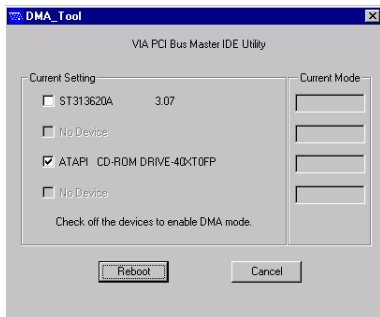 DMA_Tool
VIA PCI Bus Master IDE Utility
Current Setting
Current Mode
ST313620A 3.07
No Device
ATAPI CD-ROM DRIVE-40XT0FP
No Device
Check off the devices to enable DMA mode.
Reboot
Cancel